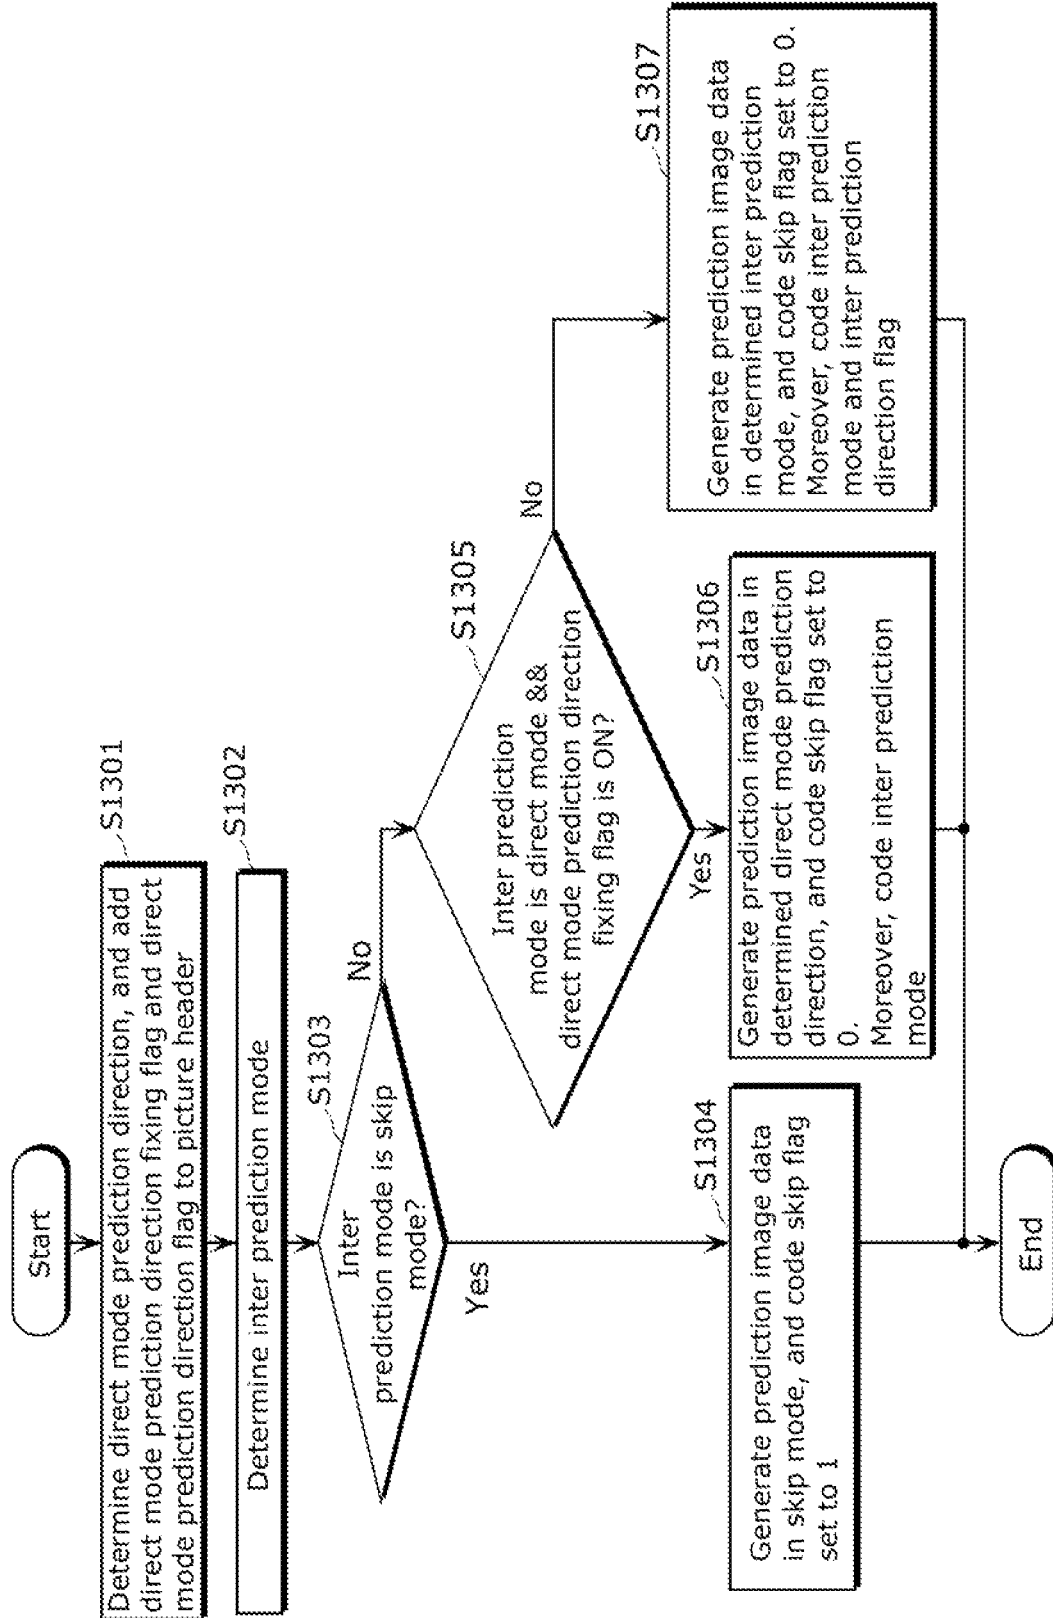 Start
S1301
Determine direct mode prediction direction, and add
direct mode prediction direction fixing flag and direct
mode prediction direction flag to picture header
S1302
Determine inter prediction mode
S1303
Inter
prediction mode is skip
mode?
No
Yes
S1305
Inter prediction
mode is direct mode &&
direct mode prediction direction
fixing flag is ON?
No
Yes
S1304
Generate prediction image data
in skip mode, and code skip flag
set to 1
S1306
Generate prediction image data in
determined direct mode prediction
direction, and code skip flag set to
0.
Moreover, code inter prediction
mode
S1307
Generate prediction image data
in determined inter prediction
mode, and code skip flag set to 0.
Moreover, code inter prediction
mode and inter prediction
direction flag
End